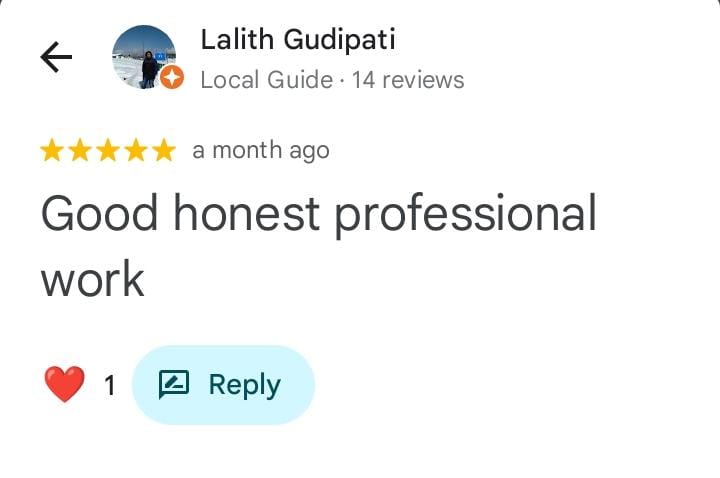 Lalith Gudipati
Local Guide · 14 reviews
a month ago
Good honest professional
work
1
Reply